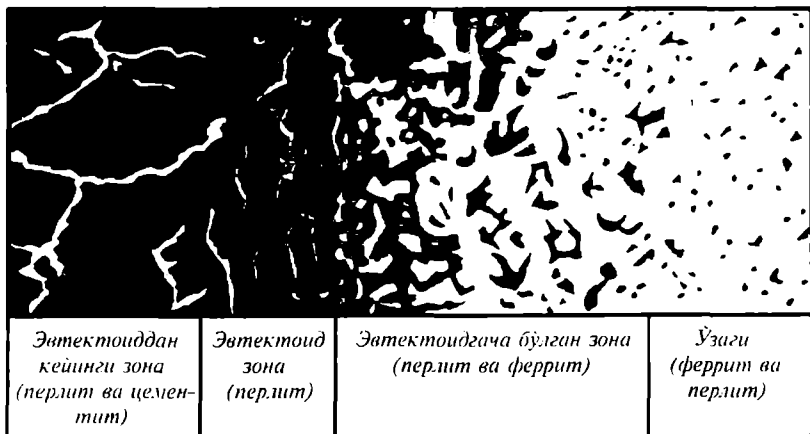 Эвтектоиддан
кейинги зона
(перлит ва цемен-
тит)
Эвтектоид
зона
(перлит)
Эвтектоидгача бўлган зона
(перлит ва феррит)
Ўзаги
(феррит ва
перлит)